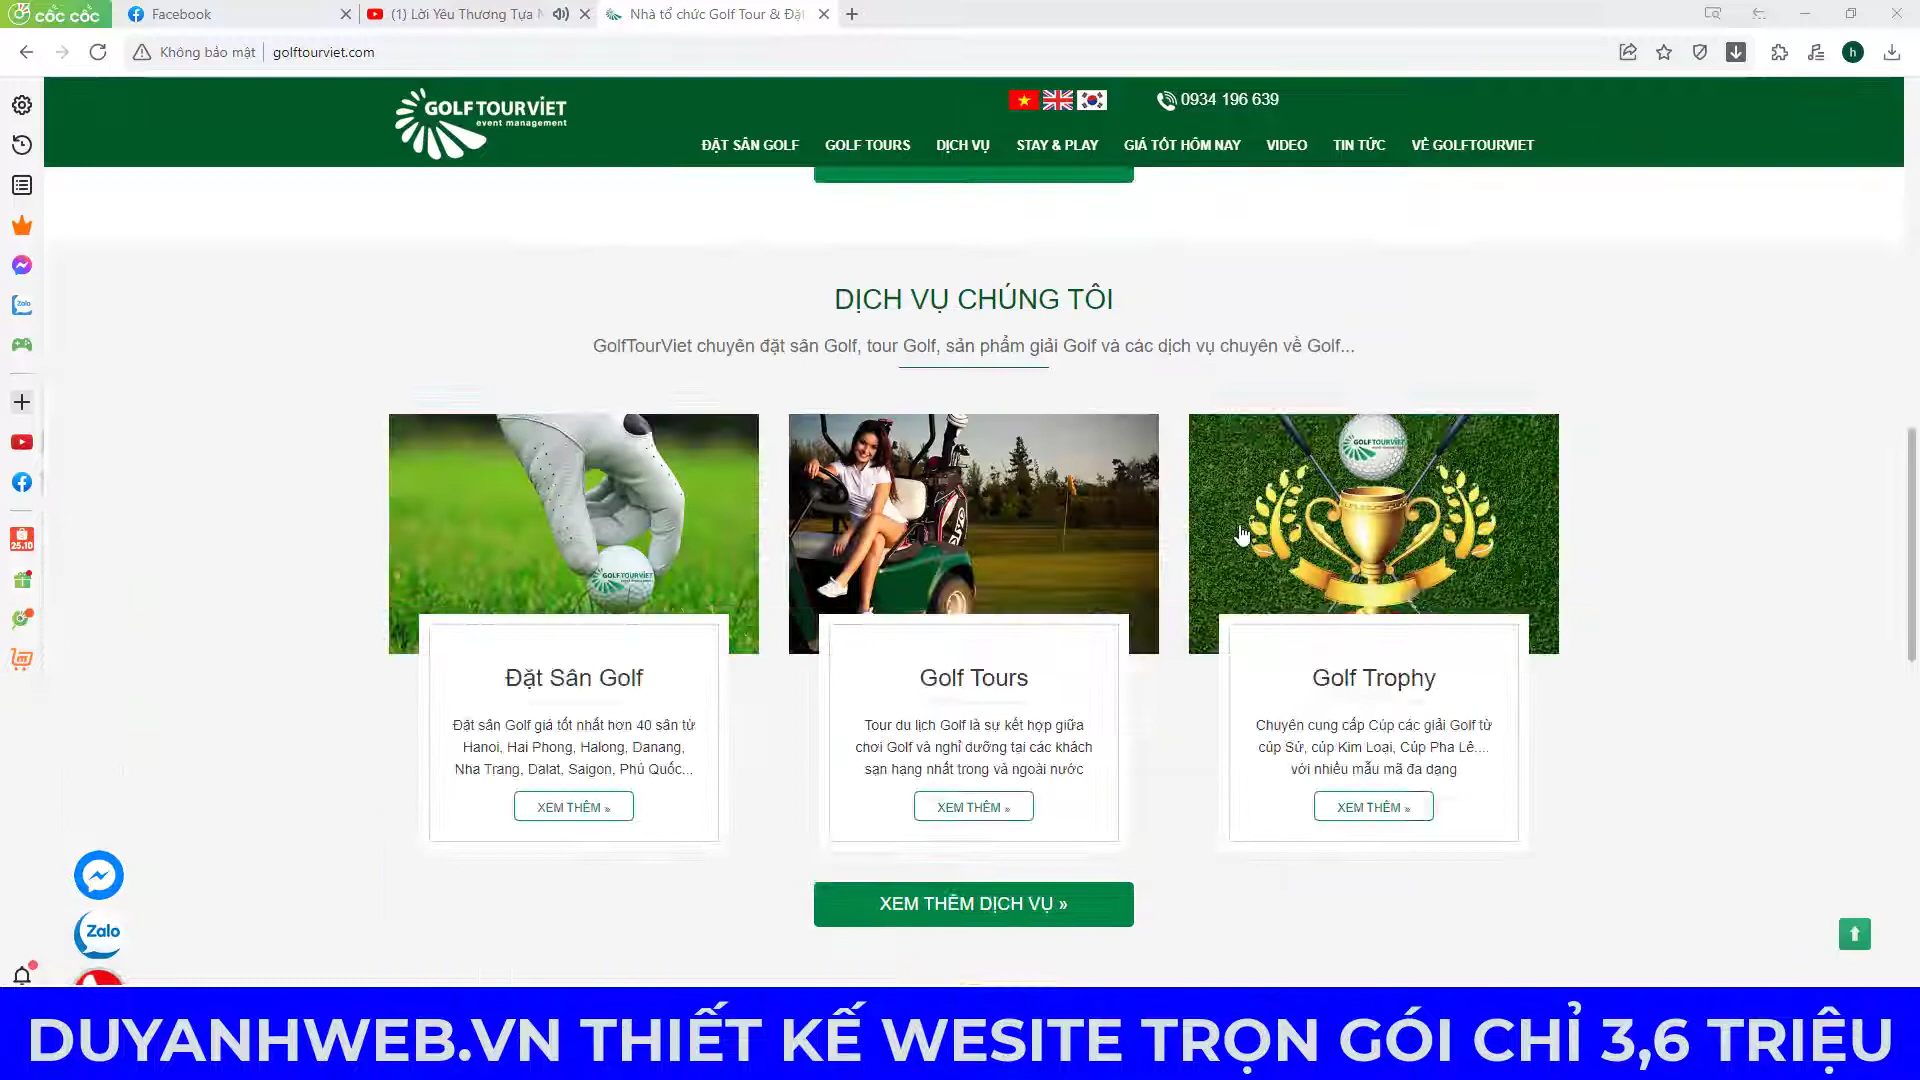 cốc cốc
Facebook
(1) Lời Yêu Thương Tựa N
Nhà tổ chức Golf Tour & Đặt
h
Không bảo mật
golftourviet.com
GOLFTOURVIET
event management
0934 196 639
ĐẶT SÂN GOLF GOLF TOURS DỊCH VỤ STAY & PLAY GIÁ TỐT HÔM NAY VIDEO TIN TỨC VỀ GOLFTOURVIET
Zalo
25.10
DỊCH VỤ CHÚNG TÔI
GolfTourViet chuyên đặt sân Golf, tour Golf, sản phẩm giải Golf và các dịch vụ chuyên về Golf...
GOLFTOURVIET
GOLFTOURVIET
Đặt Sân Golf
Đặt sân Golf giá tốt nhất hơn 40 sân từ
Hanoi, Hai Phong, Halong, Danang,
Nha Trang, Dalat, Saigon, Phú Quốc...
XEM THÊM »
Golf Tours
Tour du lịch Golf là sự kết hợp giữa
chơi Golf và nghỉ dưỡng tại các khách
sạn hạng nhất trong và ngoài nước
XEM THÊM »
Golf Trophy
Chuyên cung cấp Cúp các giải Golf từ
cúp Sứ, cúp Kim Loại, Cúp Pha Lê....
với nhiều mẫu mã đa dạng
XEM THÊM »
XEM THÊM DỊCH VỤ »
Zalo
DUYANHWEB.VN THIẾT KẾ WESITE TRỌN GÓI CHỈ 3,6 TRIỆU